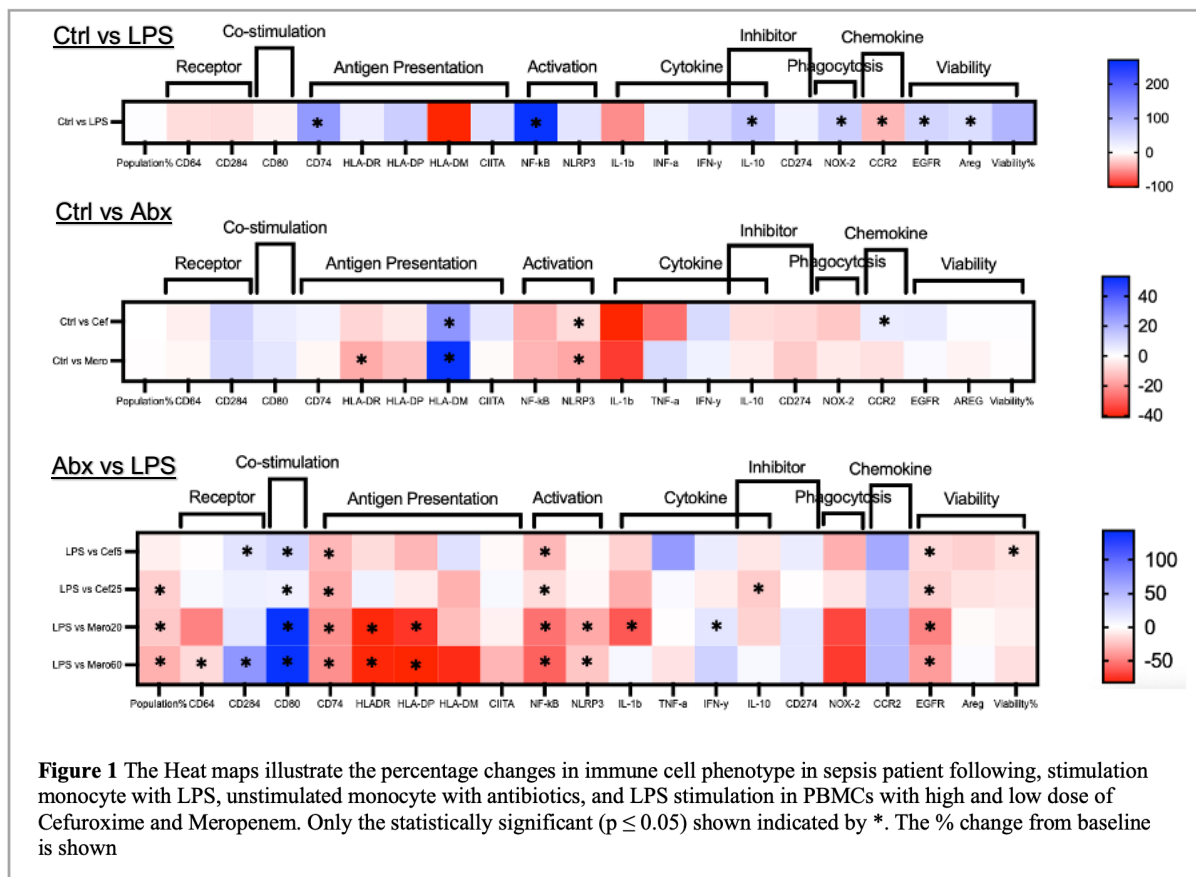 Ctrl vs LPS
Co-stimulation
Inhibitor
Chemokine
Receptor
Antigen Presentation
Activation
Cytokine
Phagocytosis
Viability
Ctrl vs LPS
* * * * * * *
Population% CD64 CD284 CD80 CD74 HLA-DR HLA-DP HLA-DM CIITA NF-kB NLRP3 IL-1b INF-a IFN-y IL-10 CD274 NOX-2 CCR2 EGFR Areg Viability%
200
100
0
-100
Ctrl vs Abx
Co-stimulation
Inhibitor
Chemokine
Receptor
Antigen Presentation
Activation
Cytokine
Phagocytosis
Viability
Ctrl vs Cef
* * *
Ctrl vs Mero
* * *
Population% CD64 CD284 CD80 CD74 HLA-DR HLA-DP HLA-DM CIITA NF-kB NLRP3 IL-1b TNF-a IFN-y IL-10 CD274 NOX-2 CCR2 EGFR AREG Viability%
40
20
0
-20
-40
Abx vs LPS
Co-stimulation
Inhibitor
Chemokine
Receptor
Antigen Presentation
Activation
Cytokine
Phagocytosis
Viability
LPS vs Cef5
* * * * * *
LPS vs Cef25
* * * * * *
LPS vs Mero20
* * * * * * * * * *
LPS vs Mero60
* * * * * * * * * *
Population% CD64 CD284 CD80 CD74 HLADR HLA-DP HLA-DM CIITA NF-kB NLRP3 IL-1b TNF-a IFN-y IL-10 CD274 NOX-2 CCR2 EGFR Areg Viability%
100
50
0
-50
Figure 1 The Heat maps illustrate the percentage changes in immune cell phenotype in sepsis patient following, stimulation
monocyte with LPS, unstimulated monocyte with antibiotics, and LPS stimulation in PBMCs with high and low dose of
Cefuroxime and Meropenem. Only the statistically significant (p ≤ 0.05) shown indicated by *. The % change from baseline
is shown